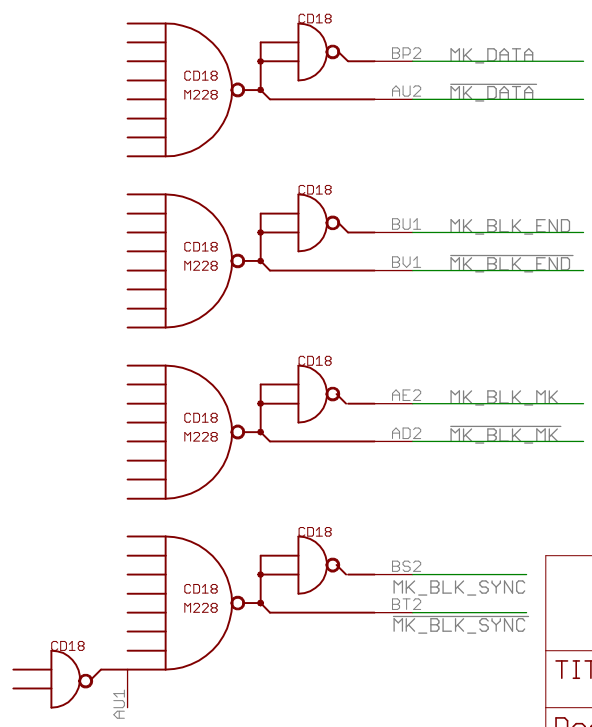 CD18
CD18
M228
BP2 MK_DATA
AU2 MK_DATA
CD18
CD18
M228
BU1 MK_BLK_END
BV1 MK_BLK_END
CD18
CD18
M228
AE2 MK_BLK_MK
AD2 MK_BLK_MK
CD18
CD18
M228
BS2
MK_BLK_SYNC
BT2
MK_BLK_SYNC
CD18
AU1